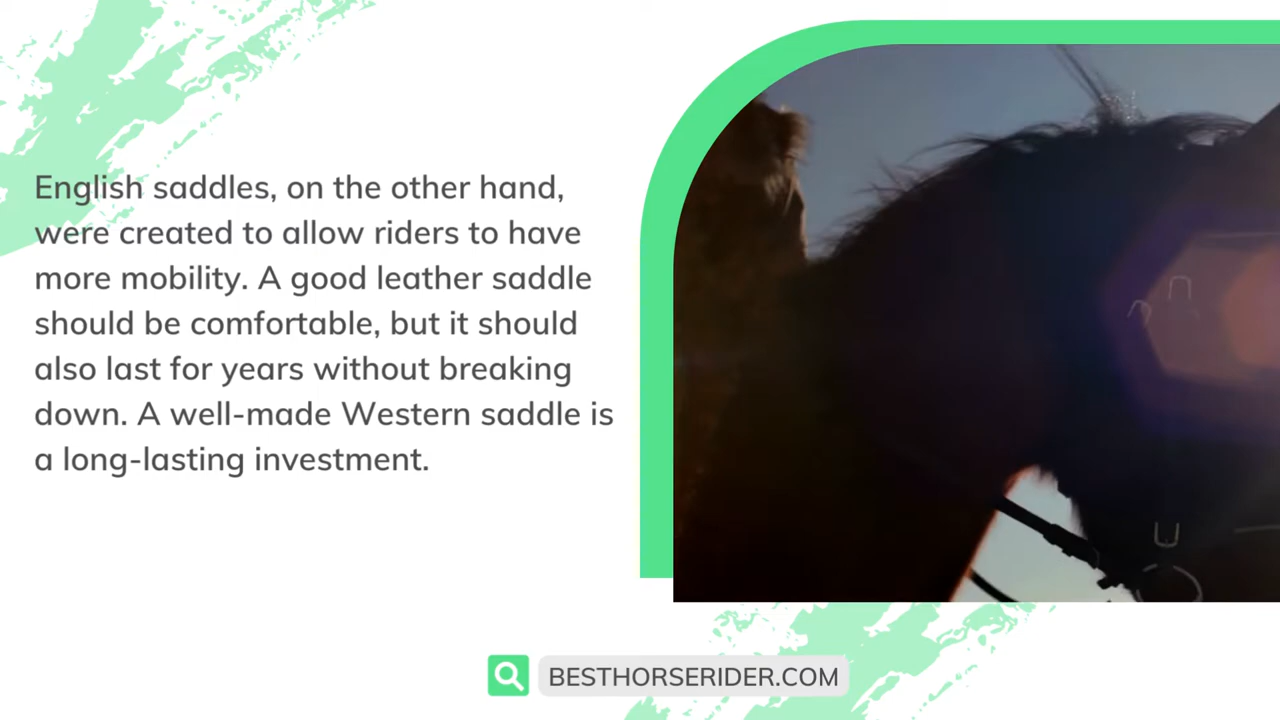 English saddles, on the other hand,
were created to allow riders to have
more mobility. A good leather saddle
should be comfortable, but it should
also last for years without breaking
down. A well-made Western saddle is
a long-lasting investment.
BESTHORSERIDER.COM